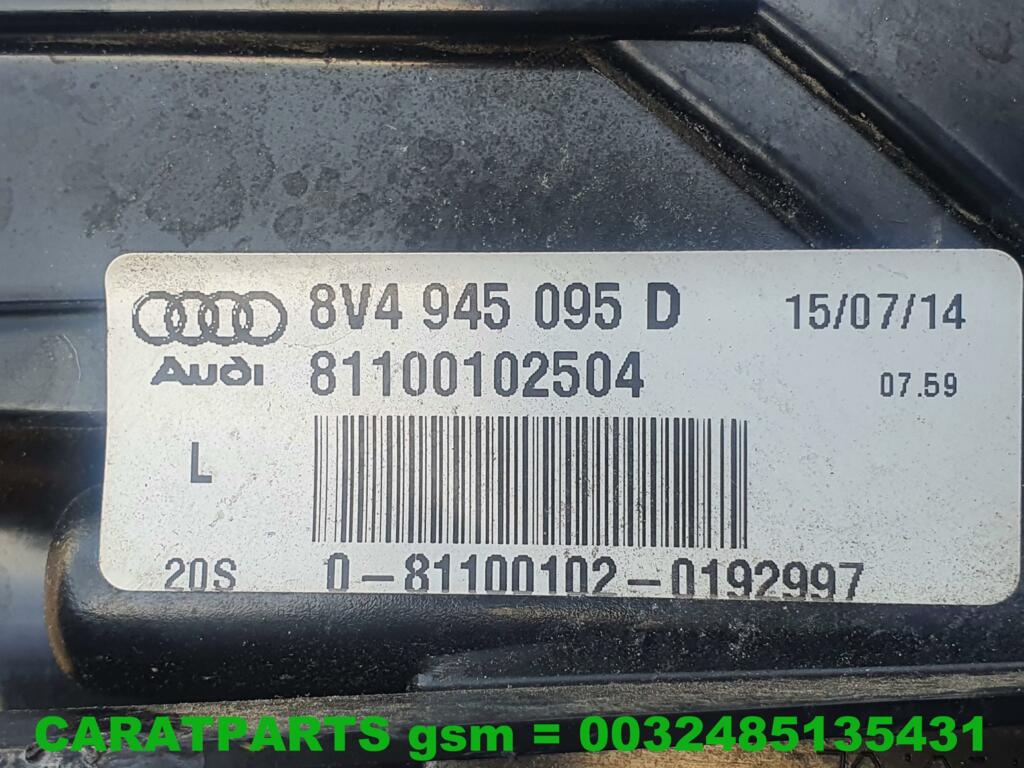 8V4 945 095 D 15/07/14
Audi 81100102504 07.59
L
20S 0-81100102-0192997
CARATPARTS gsm = 0032485135431